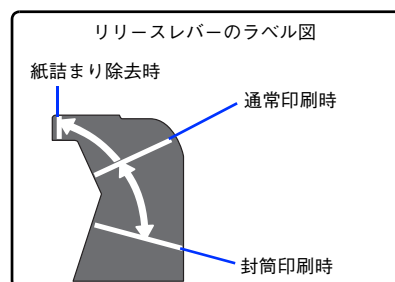 リリースレバーのラベル図
紙詰まり除去時
通常印刷時
封筒印刷時